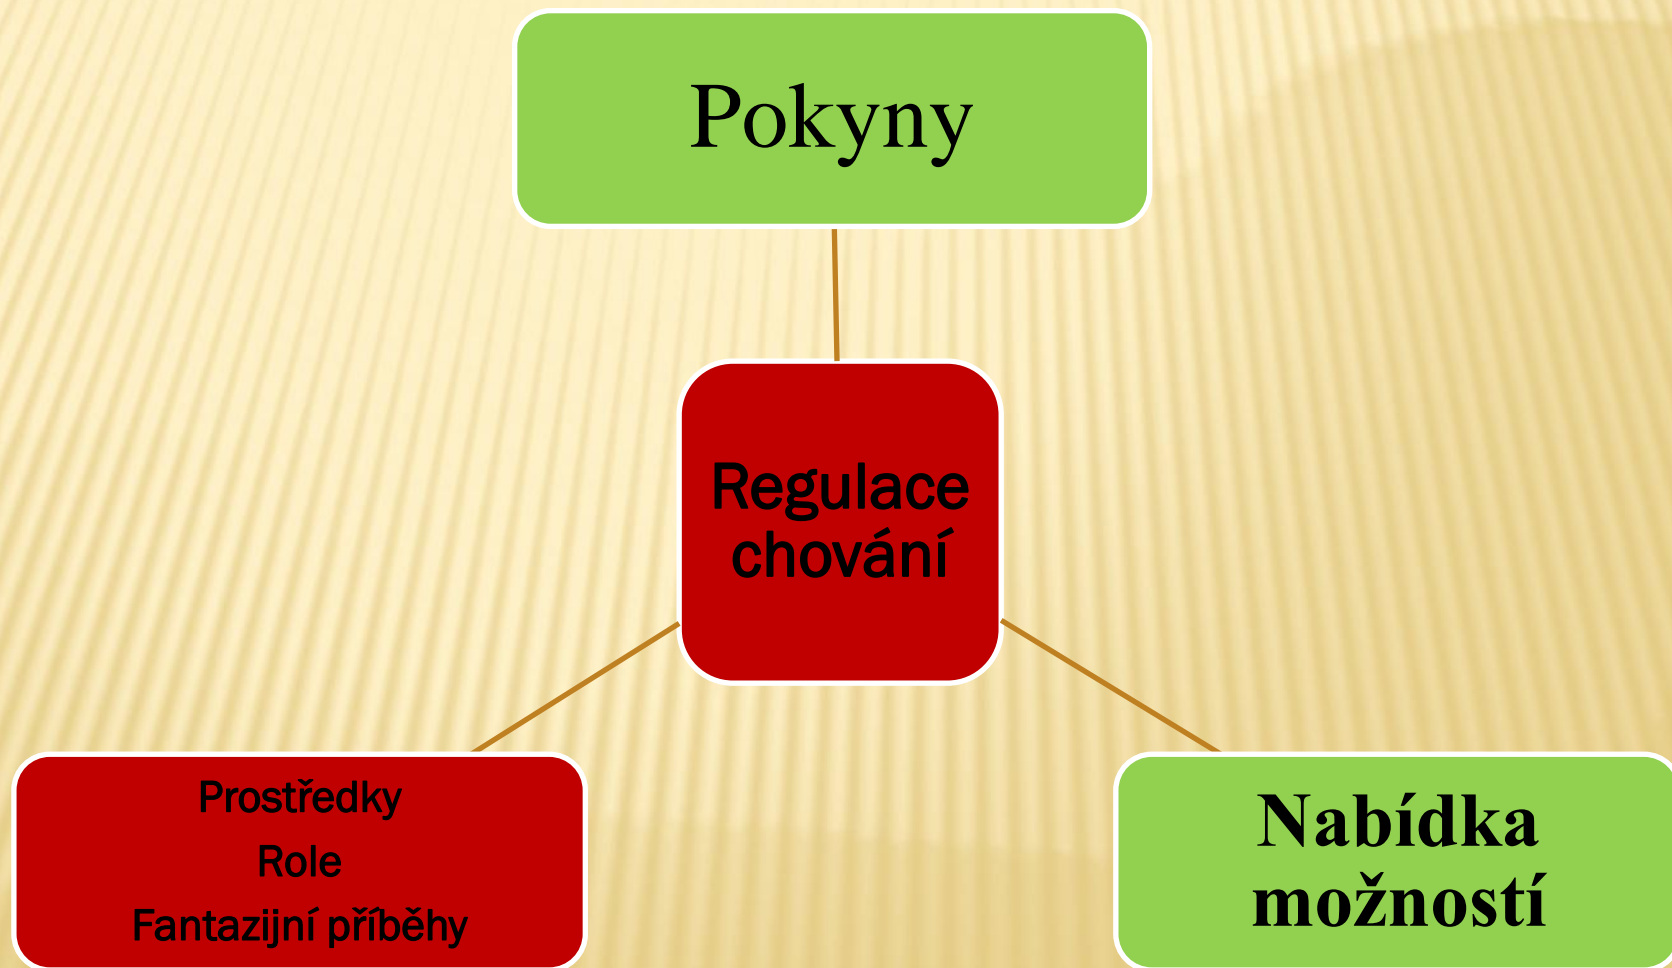 Pokyny
Regulace
chování
Prostředky
Role
Fantazijní příběhy
Nabídka
možností